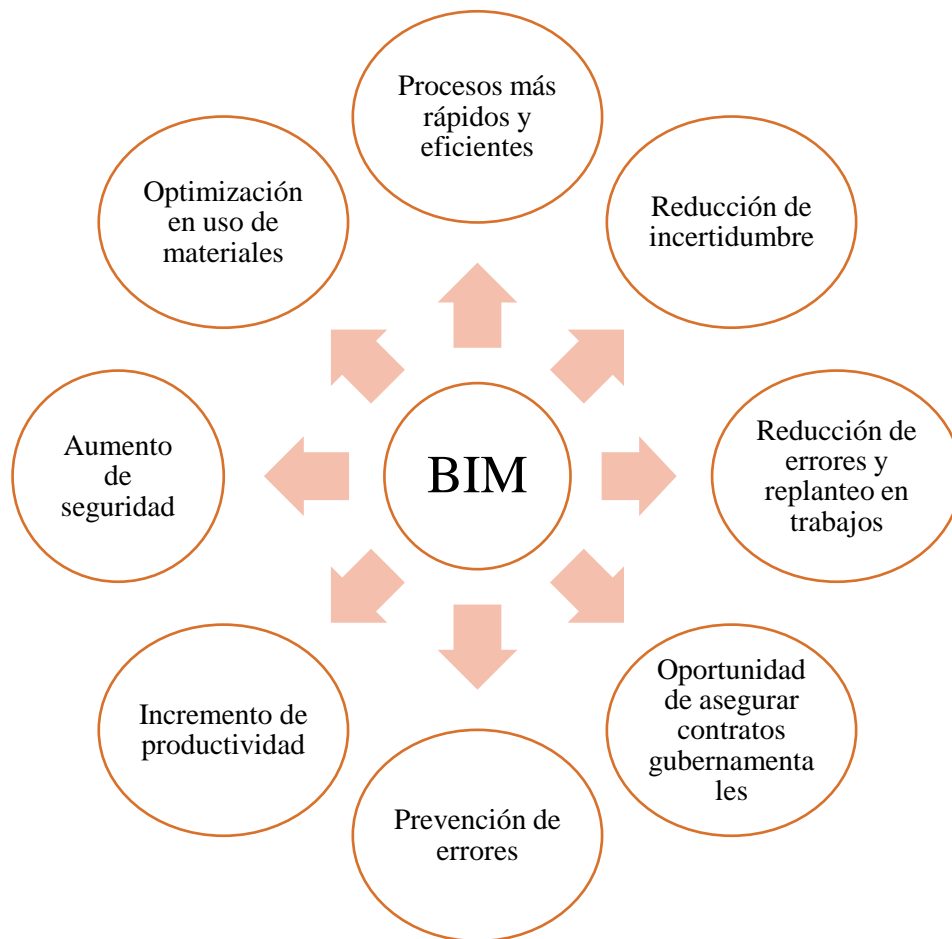 Procesos más
rápidos y
eficientes
Optimización
en uso de
materiales
Reducción de
incertidumbre
Aumento
de
seguridad
BIM
Reducción de
errores y
replanteo en
trabajos
Incremento de
productividad
Oportunidad
de asegurar
contratos
gubernamenta
les
Prevención de
errores